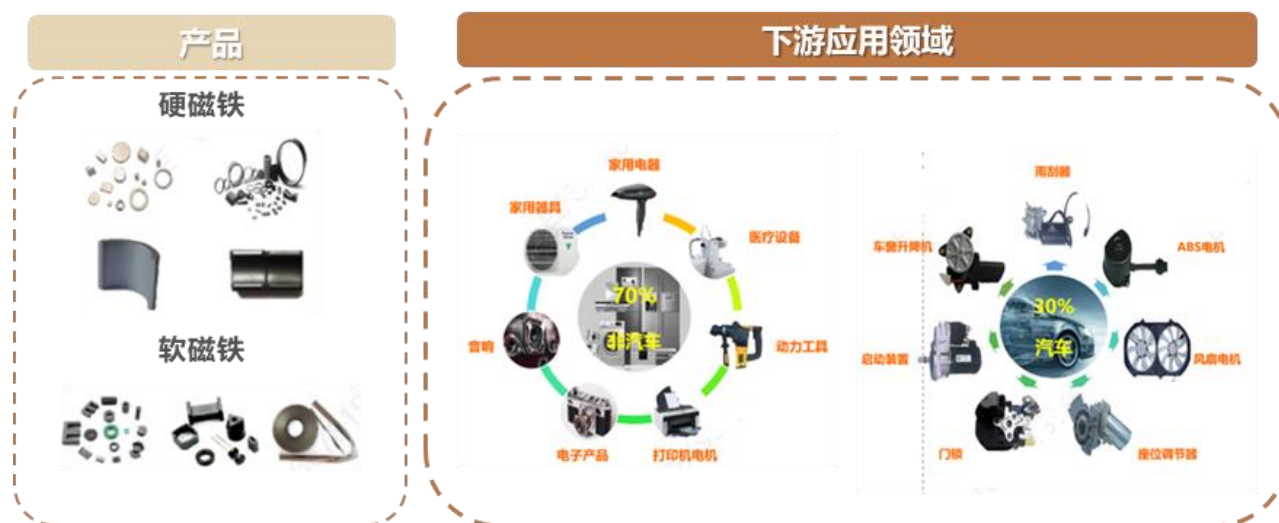 产品
下游应用领域
硬磁铁
软磁铁
家用电器
家用器具
医疗设备
70%
非汽车
音响
动力工具
电子产品
打印机电机
雨刮器
车窗升降机
ABS电机
30%
汽车
启动装置
风扇电机
门锁
座位调节器